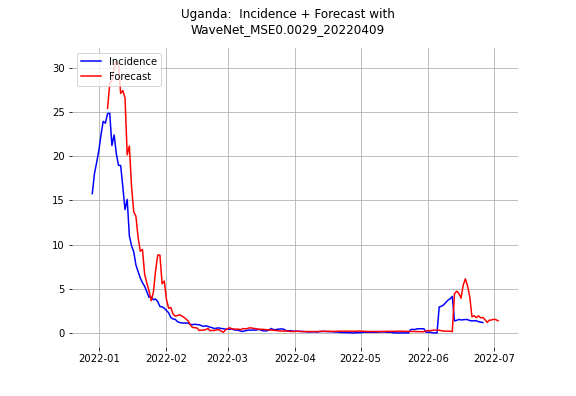 Uganda:  Incidence + Forecast with
WaveNet_MSE0.0029_20220409
Incidence
Forecast
30
25
20
15
10
5
0
2022-01 2022-02 2022-03 2022-04 2022-05 2022-06 2022-07